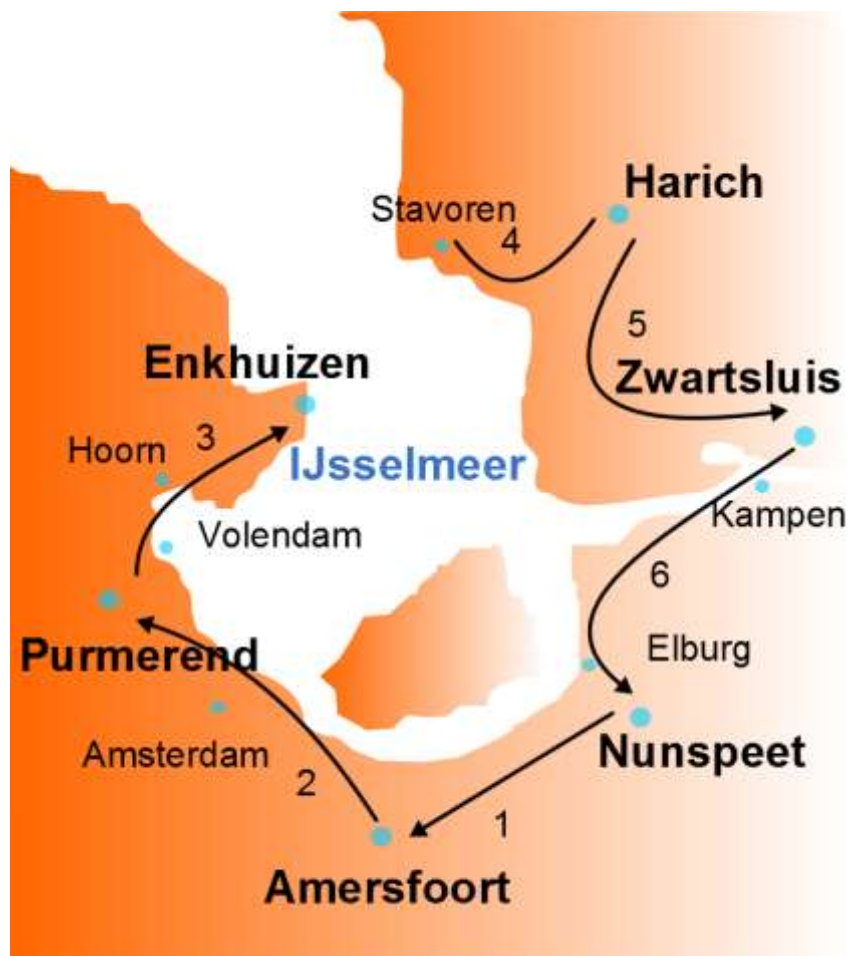 Harich
Stavoren
4
5
Enkhuizen
Zwartsluis
3
Hoorn
IJsselmeer
Kampen
Volendam
6
Purmerend
Elburg
Amsterdam
Nunspeet
2
1
Amersfoort